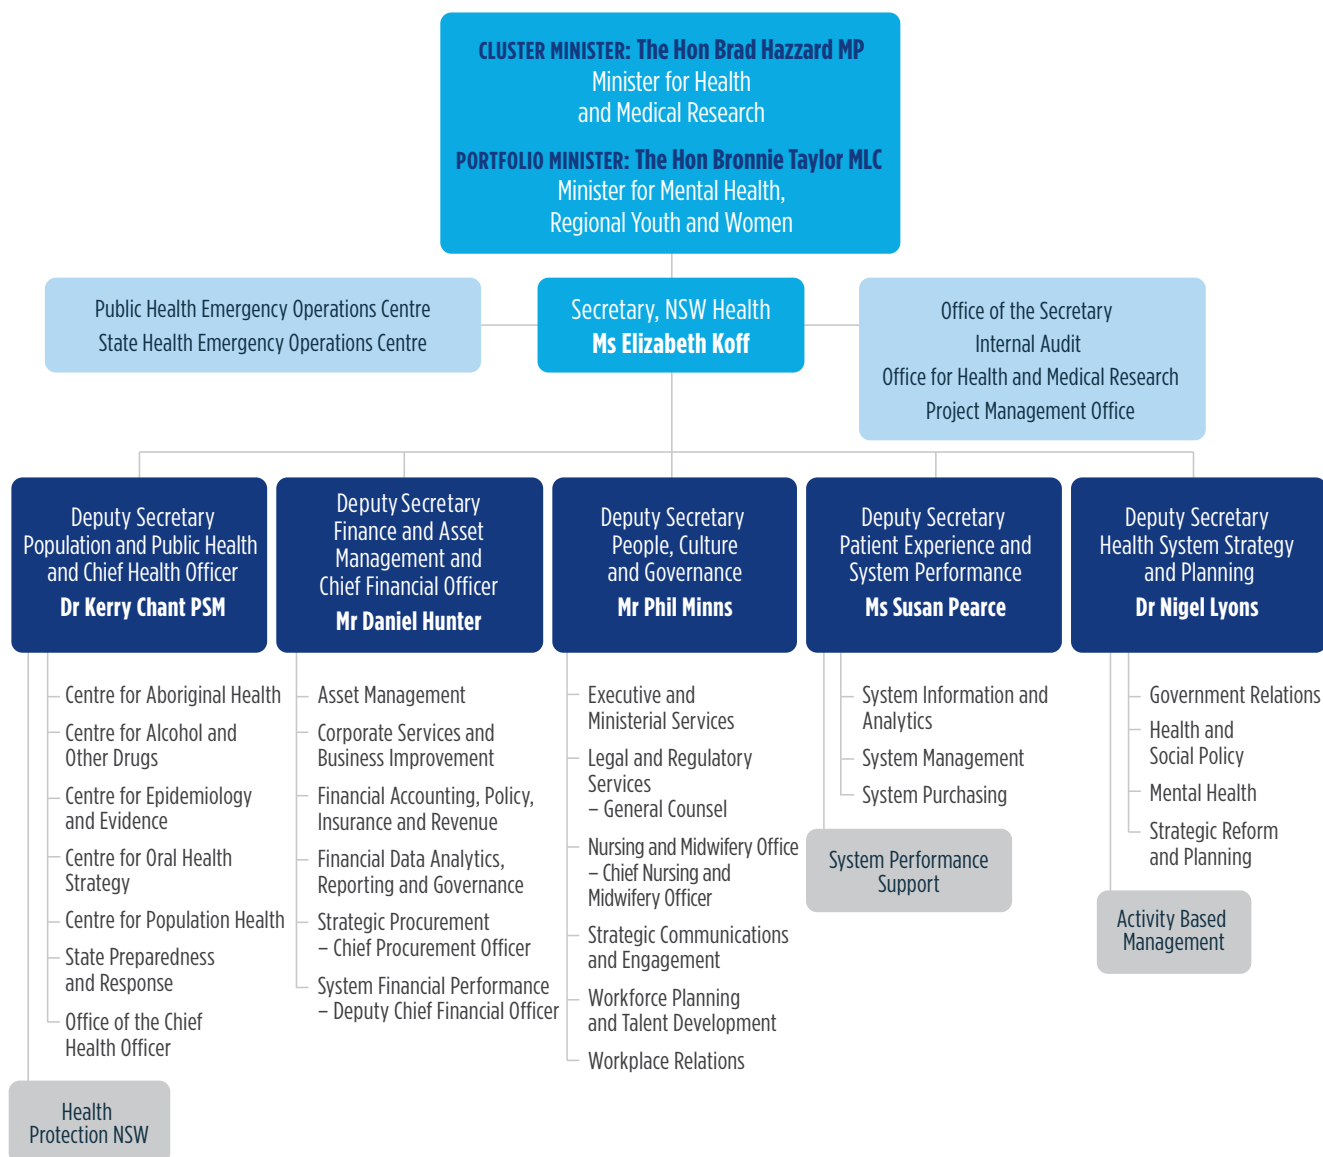 CLUSTER MINISTER: The Hon Brad Hazzard MP
Minister for Health
and Medical Research
PORTFOLIO MINISTER: The Hon Bronnie Taylor MLC
Minister for Mental Health,
Regional Youth and Women
Public Health Emergency Operations Centre
State Health Emergency Operations Centre
Secretary, NSW Health
Ms Elizabeth Koff
Office of the Secretary
Internal Audit
Office for Health and Medical Research
Project Management Office
Deputy Secretary
Population and Public Health
and Chief Health Officer
Dr Kerry Chant PSM
Centre for Aboriginal Health
Centre for Alcohol and
Other Drugs
Centre for Epidemiology
and Evidence
Centre for Oral Health
Strategy
Centre for Population Health
State Preparedness
and Response
Office of the Chief
Health Officer
Health
Protection NSW
Deputy Secretary
Finance and Asset
Management and
Chief Financial Officer
Mr Daniel Hunter
Asset Management
Corporate Services and
Business Improvement
Financial Accounting, Policy,
Insurance and Revenue
Financial Data Analytics,
Reporting and Governance
Strategic Procurement
– Chief Procurement Officer
System Financial Performance
– Deputy Chief Financial Officer
Deputy Secretary
People, Culture
and Governance
Mr Phil Minns
Executive and
Ministerial Services
Legal and Regulatory
Services
– General Counsel
Nursing and Midwifery Office
– Chief Nursing and
Midwifery Officer
Strategic Communications
and Engagement
Workforce Planning
and Talent Development
Workplace Relations
Deputy Secretary
Patient Experience and
System Performance
Ms Susan Pearce
System Information and
Analytics
System Management
System Purchasing
System Performance
Support
Deputy Secretary
Health System Strategy
and Planning
Dr Nigel Lyons
Government Relations
Health and
Social Policy
Mental Health
Strategic Reform
and Planning
Activity Based
Management